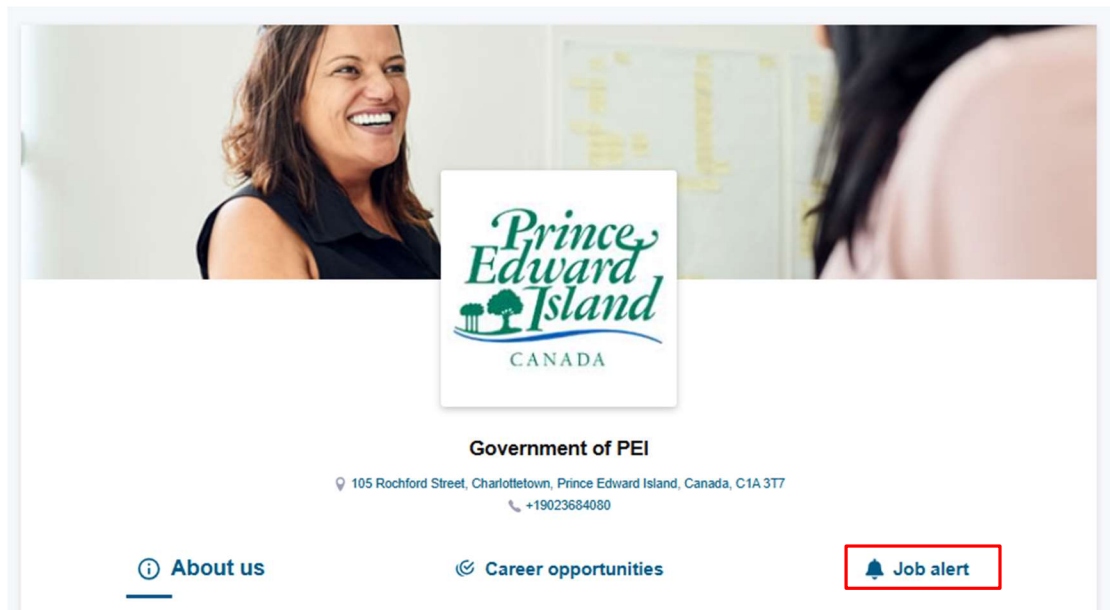 Prince
Edward
Island
CANADA
Government of PEI
105 Rochford Street, Charlottetown, Prince Edward Island, Canada, C1A 3T7
+19023684080
About us
Career opportunities
Job alert